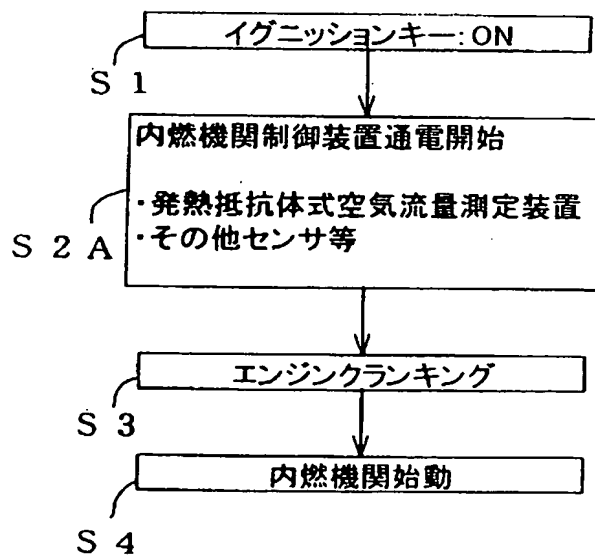 イグニッションキー:ON
S 1
内燃機関制御装置通電開始
・発熱抵抗体式空気流量測定装置
・その他センサ等
S 2 A
エンジンクランキング
S 3
内燃機関始動
S 4